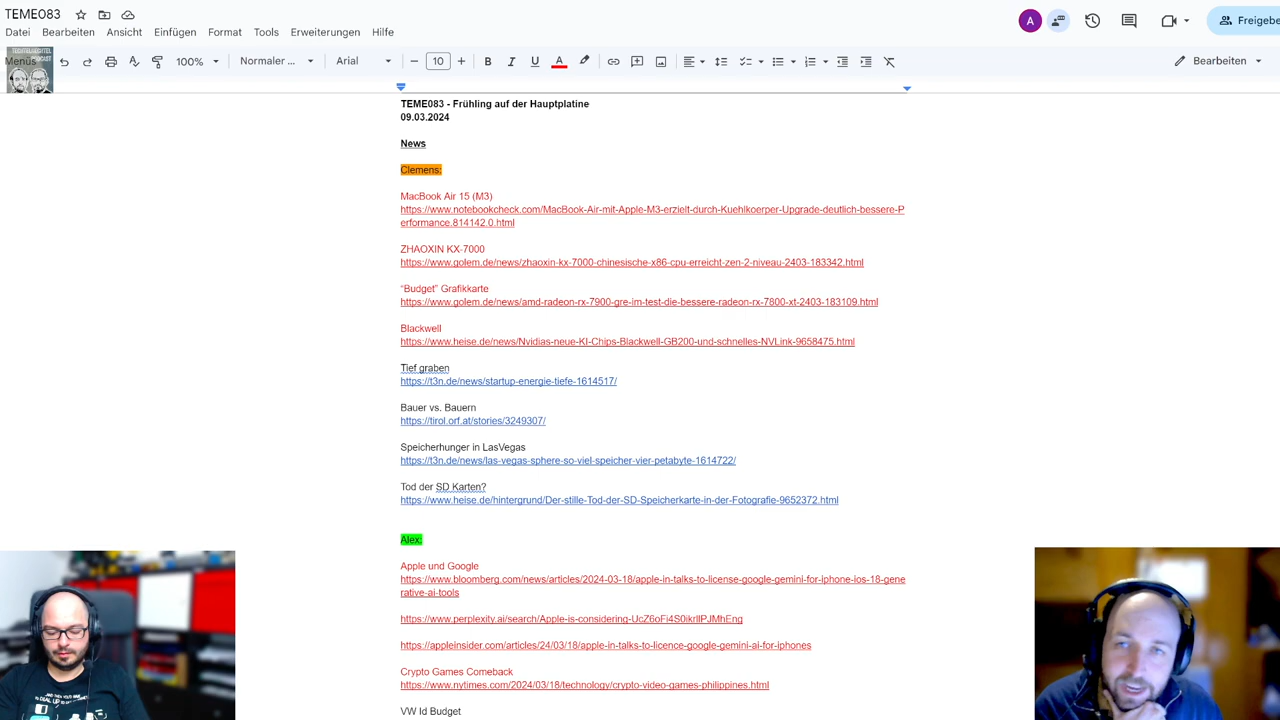 TEME083
Datei Bearbeiten Ansicht Einfügen Format Tools Erweiterungen Hilfe
A
Freigebe
Menüs
100% Normaler ... Arial 10 B I U A Bearbeiten
TEME083 - Frühling auf der Hauptplatine
09.03.2024
News
Clemens:
MacBook Air 15 (M3)
https://www.notebookcheck.com/MacBook-Air-mit-Apple-M3-erzielt-durch-Kuehlkoerper-Upgrade-deutlich-bessere-P
erformance.814142.0.html
ZHAOXIN KX-7000
https://www.golem.de/news/zhaoxin-kx-7000-chinesische-x86-cpu-erreicht-zen-2-niveau-2403-183342.html
“Budget” Grafikkarte
https://www.golem.de/news/amd-radeon-rx-7900-gre-im-test-die-bessere-radeon-rx-7800-xt-2403-183109.html
Blackwell
https://www.heise.de/news/Nvidias-neue-KI-Chips-Blackwell-GB200-und-schnelles-NVLink-9658475.html
Tief graben
https://t3n.de/news/startup-energie-tiefe-1614517/
Bauer vs. Bauern
https://tirol.orf.at/stories/3249307/
Speicherhunger in LasVegas
https://t3n.de/news/las-vegas-sphere-so-viel-speicher-vier-petabyte-1614722/
Tod der SD Karten?
https://www.heise.de/hintergrund/Der-stille-Tod-der-SD-Speicherkarte-in-der-Fotografie-9652372.html
Alex:
Apple und Google
https://www.bloomberg.com/news/articles/2024-03-18/apple-in-talks-to-license-google-gemini-for-iphone-ios-18-gene
rative-ai-tools
https://www.perplexity.ai/search/Apple-is-considering-UcZ6oFi4S0ikrlIPJMhEng
https://appleinsider.com/articles/24/03/18/apple-in-talks-to-licence-google-gemini-ai-for-iphones
Crypto Games Comeback
https://www.nytimes.com/2024/03/18/technology/crypto-video-games-philippines.html
VW Id Budget